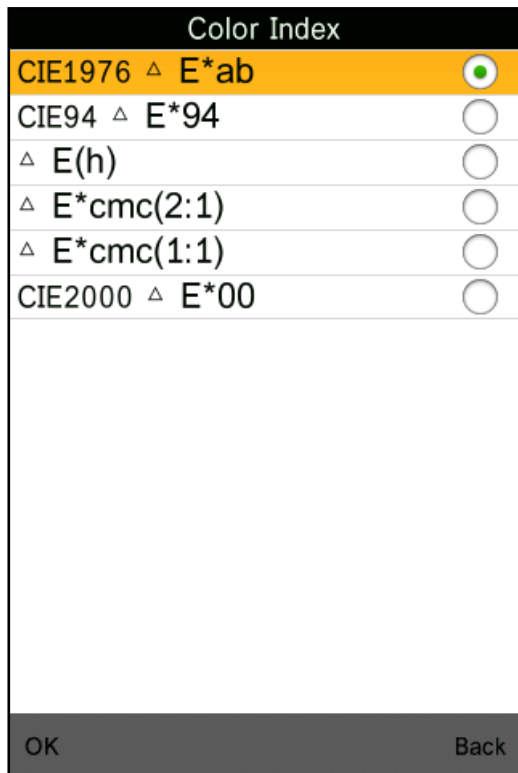 Color Index
CIE1976 △ E*ab
CIE94 △ E*94
△ E(h)
△ E*cmc(2:1)
△ E*cmc(1:1)
CIE2000 △ E*00
OK Back